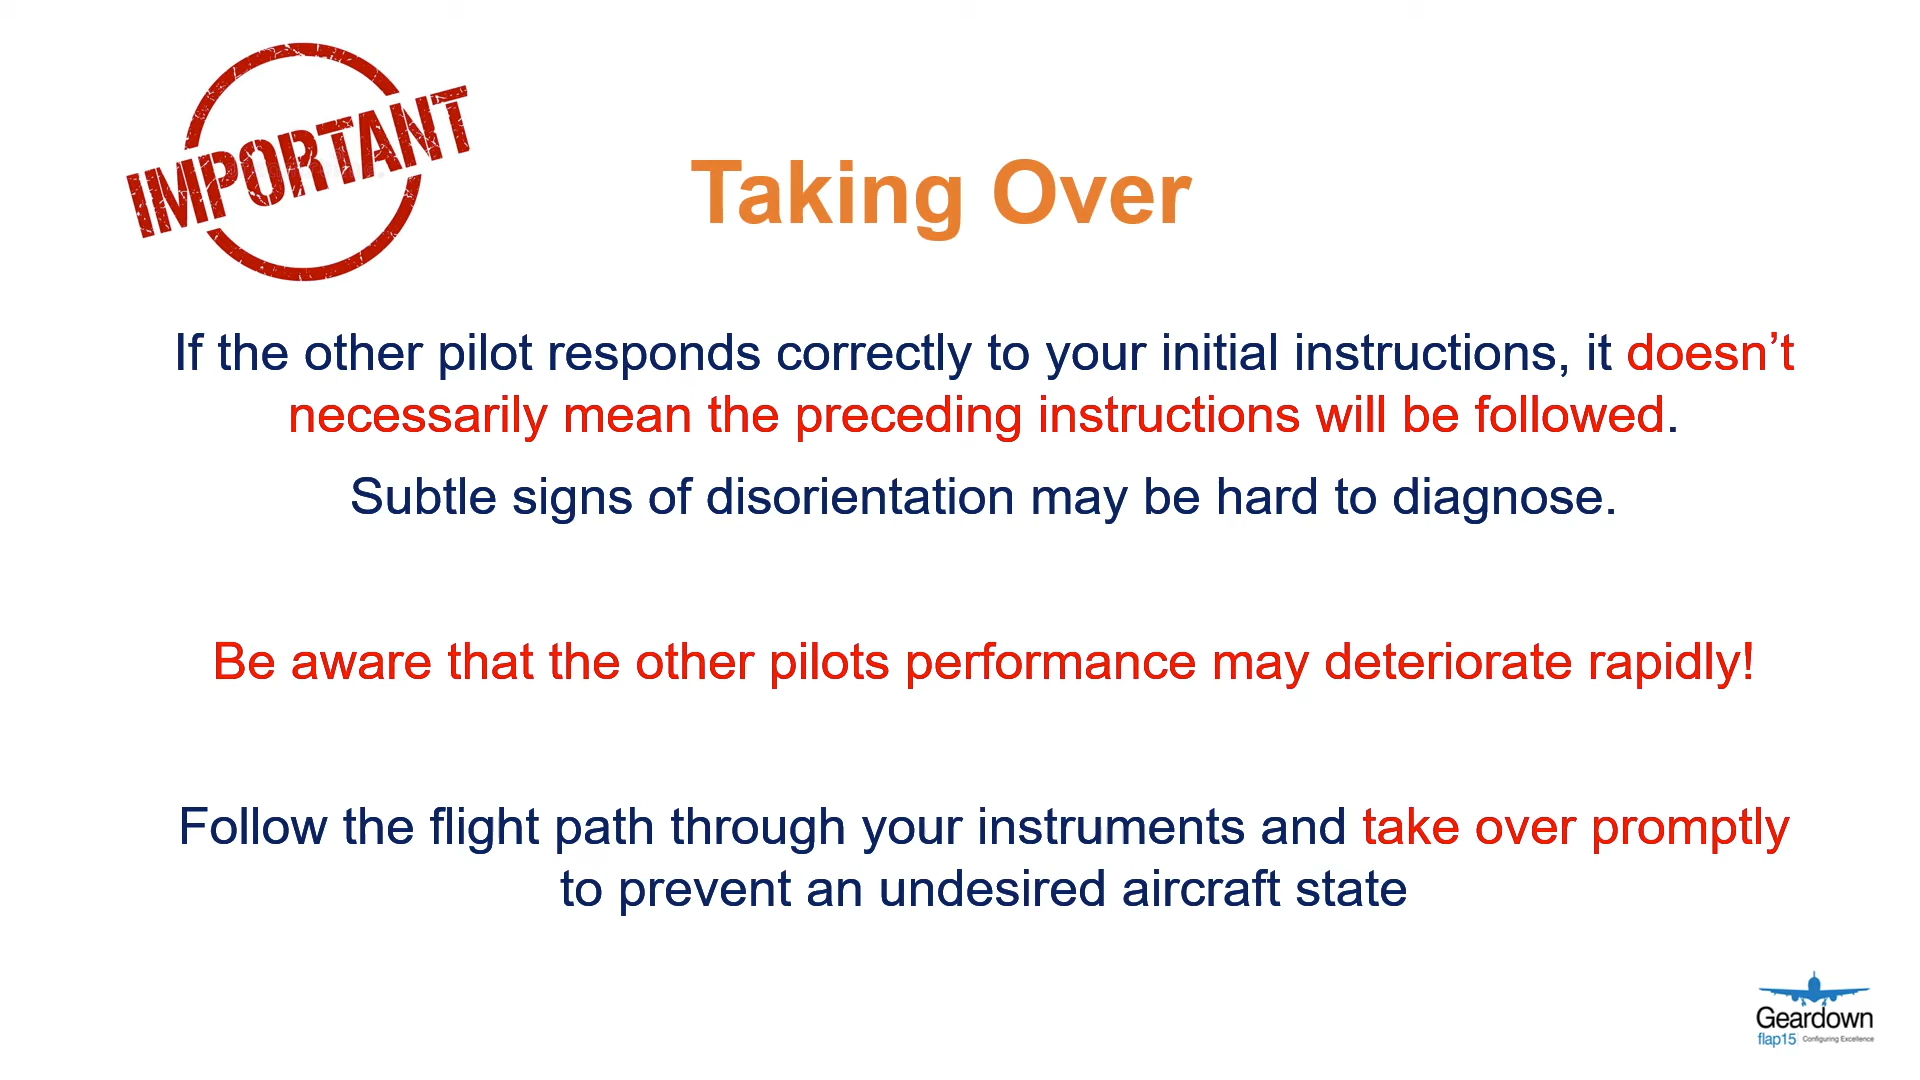 IMPORTANT
Taking Over
If the other pilot responds correctly to your initial instructions, it doesn’t
necessarily mean the preceding instructions will be followed.
Subtle signs of disorientation may be hard to diagnose.
Be aware that the other pilots performance may deteriorate rapidly!
Follow the flight path through your instruments and take over promptly
to prevent an undesired aircraft state
Geardown
flap15 | Configuring Excellence